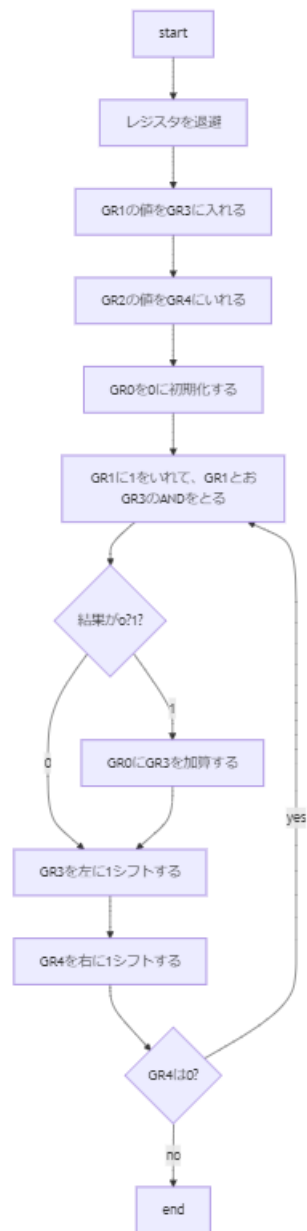 start
レジスタを退避
GR1の値をGR3に入れる
GR2の値をGR4にいれる
GR0を0に初期化する
GR1に1をいれて、GR1とお
GR3のANDをとる
結果が0?1?
1
GR0にGR3を加算する
0
GR3を左に1シフトする
GR4を右に1シフトする
yes
GR4は0?
no
end